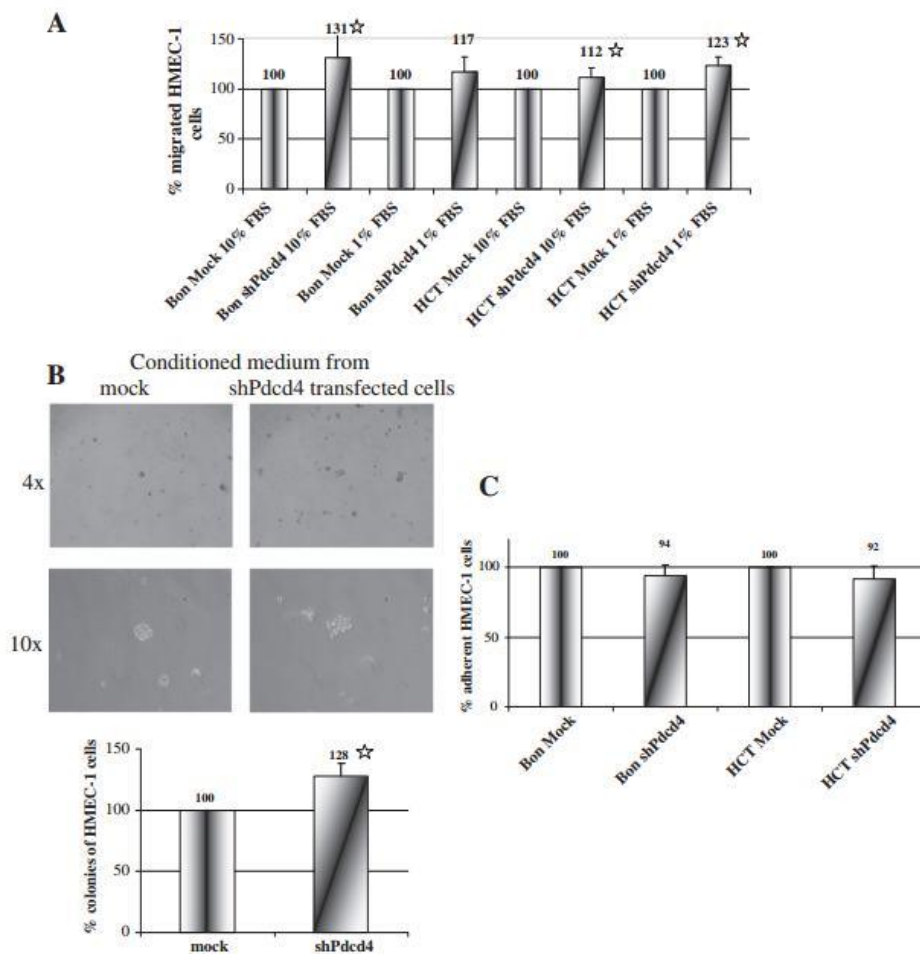 A
% migrated HMEC-1
cells
150
100
50
0
100
131☆
100
117
100
112 ☆
100
123 ☆
Bon Mock 10% FBS
Bon shPdcd4 10% FBS
Bon Mock 1% FBS
Bon shPdcd4 1% FBS
HCT Mock 10% FBS
HCT shPdcd4 10% FBS
HCT Mock 1% FBS
HCT shPdcd4 1% FBS
B
Conditioned medium from
mock
shPdcd4 transfected cells
4x
10x
% colonies of HMEC-1 cells
150
100
50
0
100
128 ☆
mock
shPdcd4
C
% adherent HMEC-1 cells
100
50
0
100
94
100
92
Bon Mock
Bon shPdcd4
HCT Mock
HCT shPdcd4